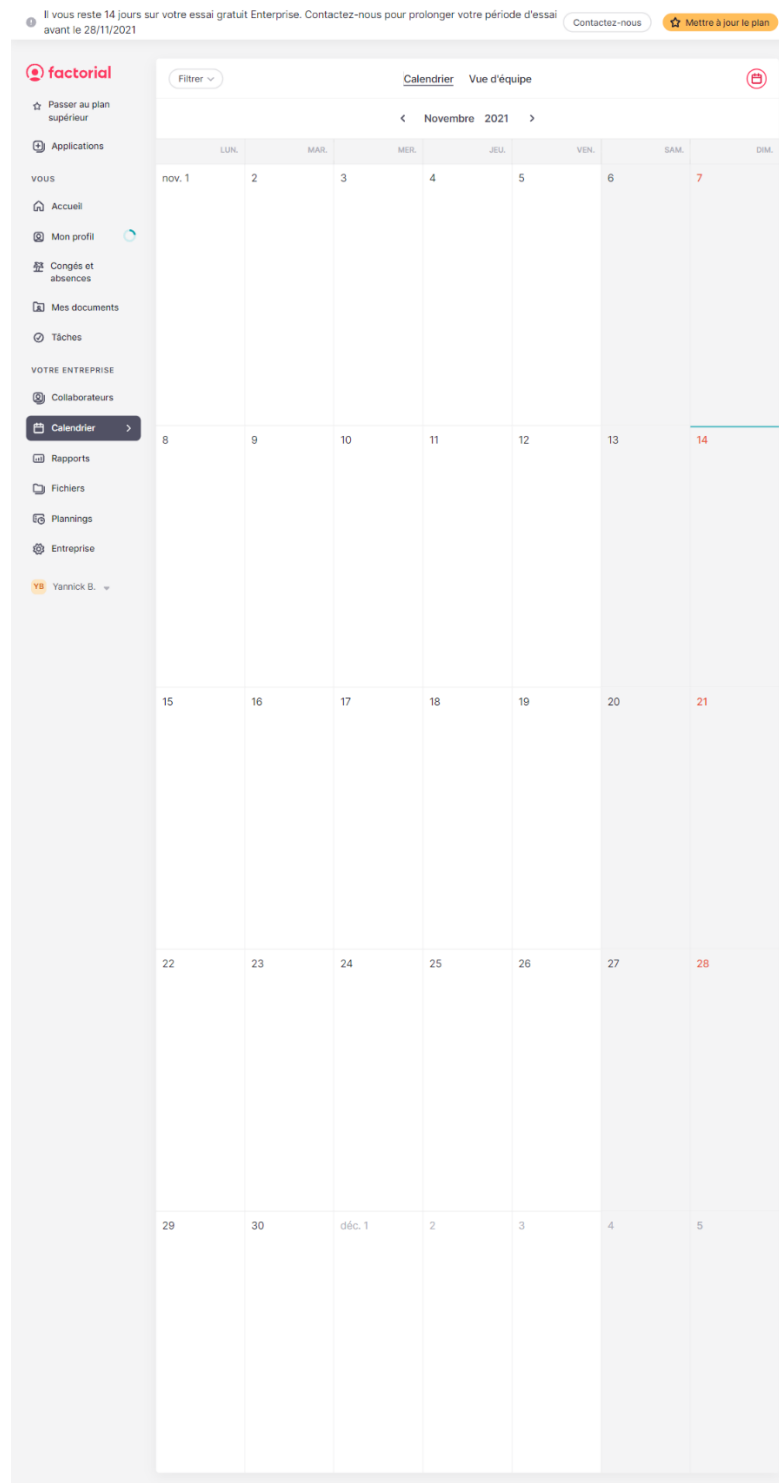 Il vous reste 14 jours sur votre essai gratuit Enterprise. Contactez-nous pour prolonger votre période d'essai
avant le 28/11/2021
Contactez-nous
Mettre à jour le plan
factorial
Passer au plan
supérieur
Applications
VOUS
Accueil
Mon profil
Congés et
absences
Mes documents
Tâches
VOTRE ENTREPRISE
Collaborateurs
Calendrier
Rapports
Fichiers
Plannings
Entreprise
YB Yannick B.
Filtrer
Calendrier Vue d'équipe
Novembre 2021
LUN. MAR. MER. JEU. VEN. SAM. DIM.
nov. 1 2 3 4 5 6 7
8 9 10 11 12 13 14
15 16 17 18 19 20 21
22 23 24 25 26 27 28
29 30 déc. 1 2 3 4 5